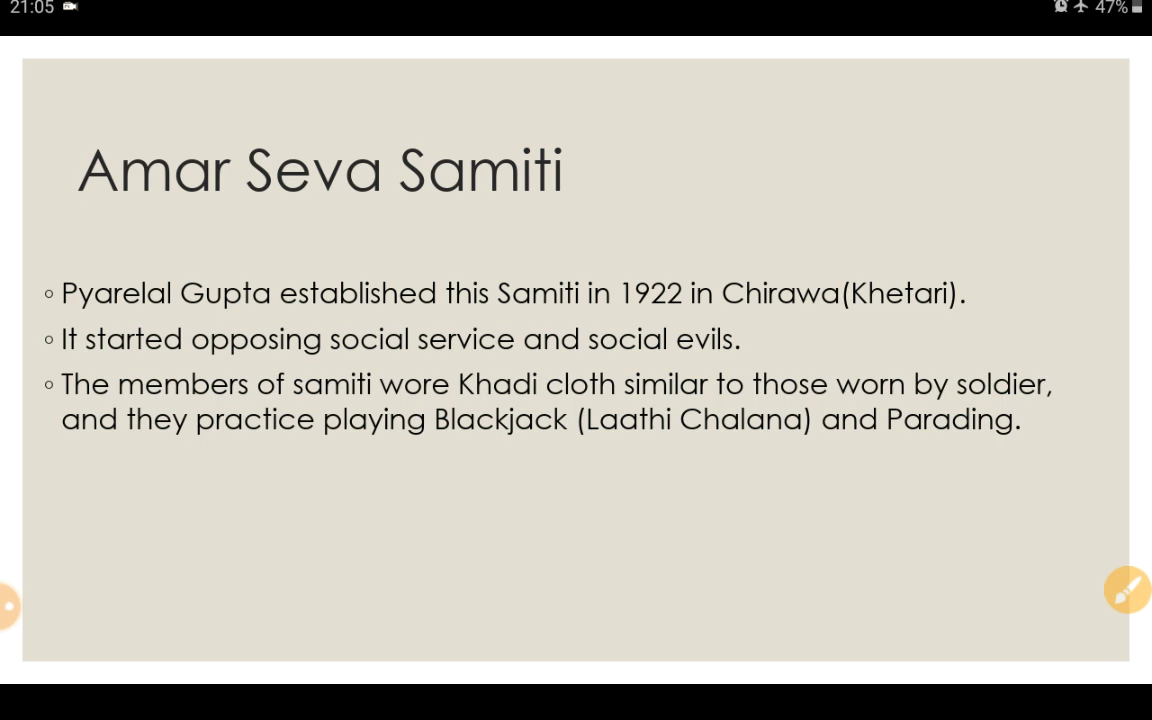 21:05
47%
Amar Seva Samiti
◦ Pyarelal Gupta established this Samiti in 1922 in Chirawa(Khetari).
◦ It started opposing social service and social evils.
◦ The members of samiti wore Khadi cloth similar to those worn by soldier,
and they practice playing Blackjack (Laathi Chalana) and Parading.